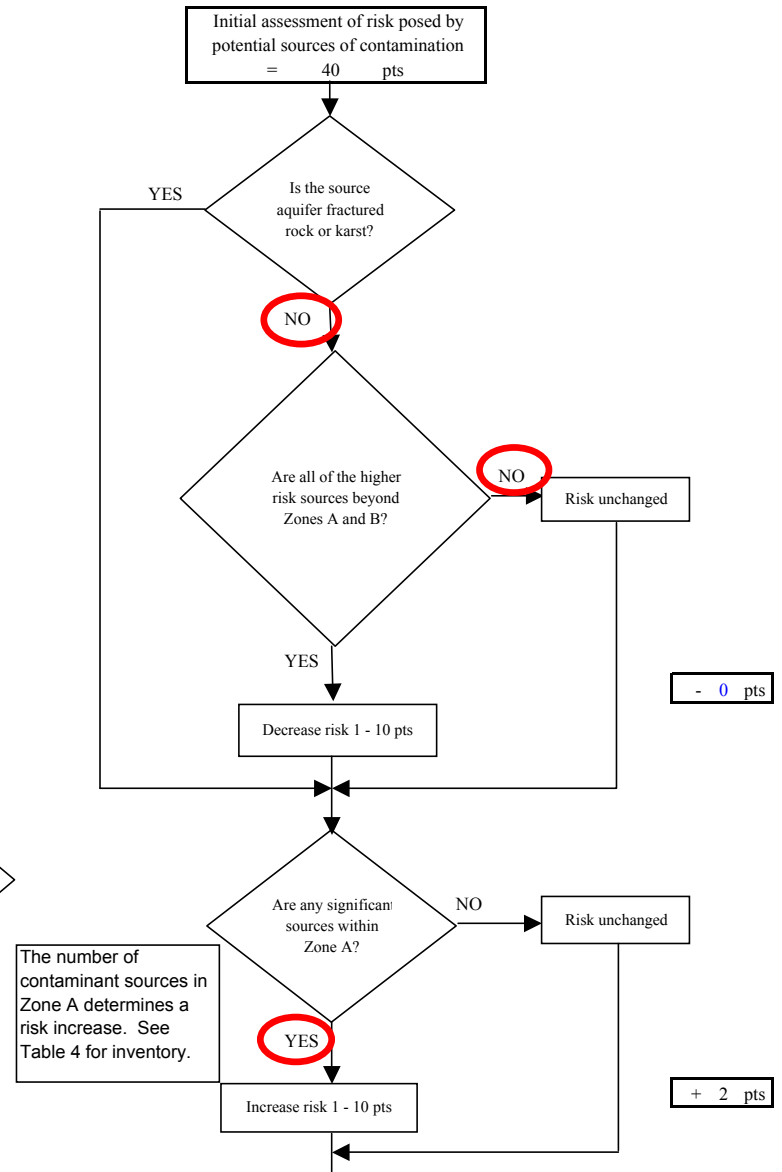 Initial assessment of risk posed by
potential sources of contamination
= 40 pts
YES
Is the source
aquifer fractured
rock or karst?
NO
Are all of the higher
risk sources beyond
Zones A and B?
NO
Risk unchanged
YES
- 0 pts
Decrease risk 1 - 10 pts
Are any significant
sources within
Zone A?
NO
Risk unchanged
The number of
contaminant sources in
Zone A determines a
risk increase. See
Table 4 for inventory.
YES
Increase risk 1 - 10 pts
+ 2 pts